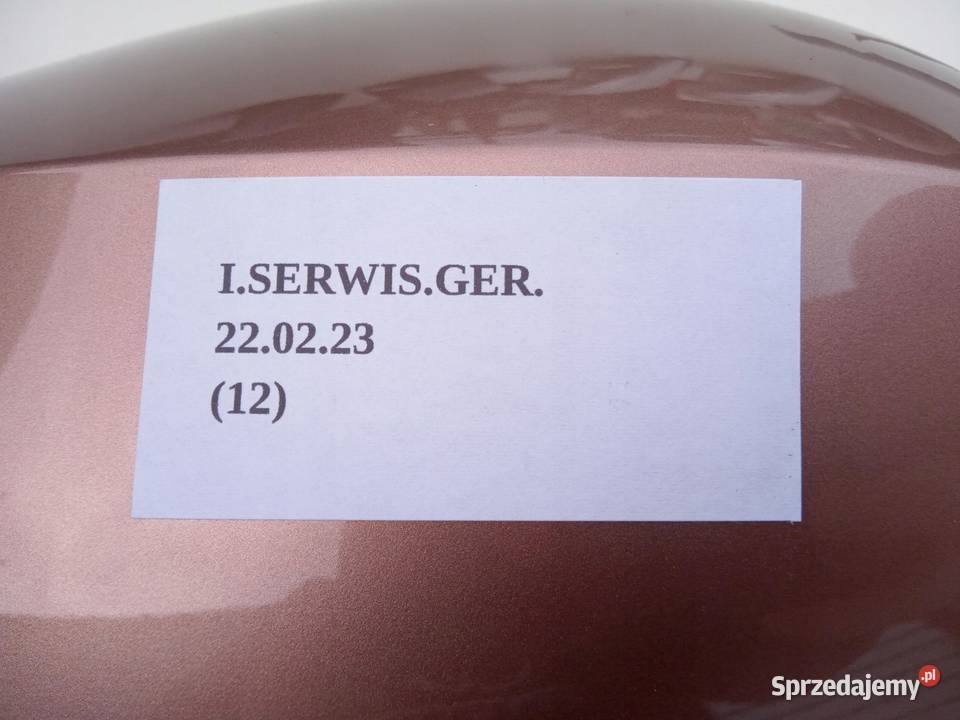 I.SERWIS.GER.
22.02.23
(12)
Sprzedajemy.pl